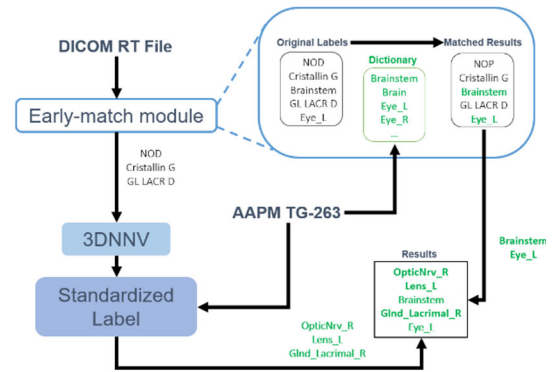 DICOM RT File
Early-match module
Original Labels
NOD
Cristallin G
Brainstem
GL LACR D
Eye_L
Dictionary
Brainstem
Brain
Eye_L
Eye_R
...
Matched Results
NOP
Cristallin G
Brainstem
GL LACR D
Eye_L
NOD
Cristallin G
GL LACR D
AAPM TG-263
3DNNV
Standardized
Label
Brainstem
Eye_L
Results
OpticNrv_R
Lens_L
Brainstem
Glnd_Lacrimal_R
Eye_L
OpticNrv_R
Lens_L
Glnd_Lacrimal_R